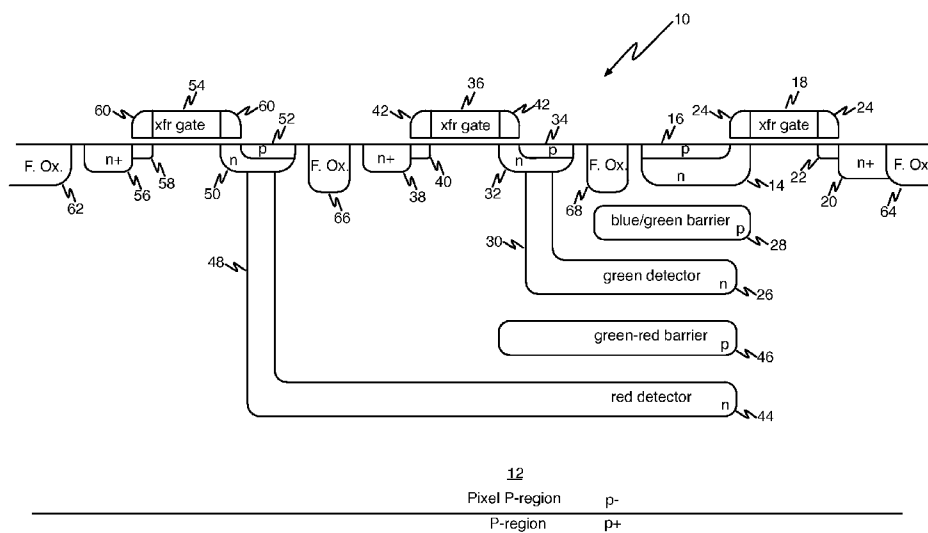 10
54
36
18
60
60
42
42
24
24
xfr gate
xfr gate
xfr gate
52
34
16
F. Ox.
n+
n
p
F. Ox.
n+
n
p
F. Ox
p
n
n+
F. Ox.
62
56
58
50
66
38
40
32
68
14
22
20
64
blue/green barrier
p
28
48
30
green detector
n
26
green-red barrier
p
46
red detector
n
44
12
Pixel P-region p-
P-region p+